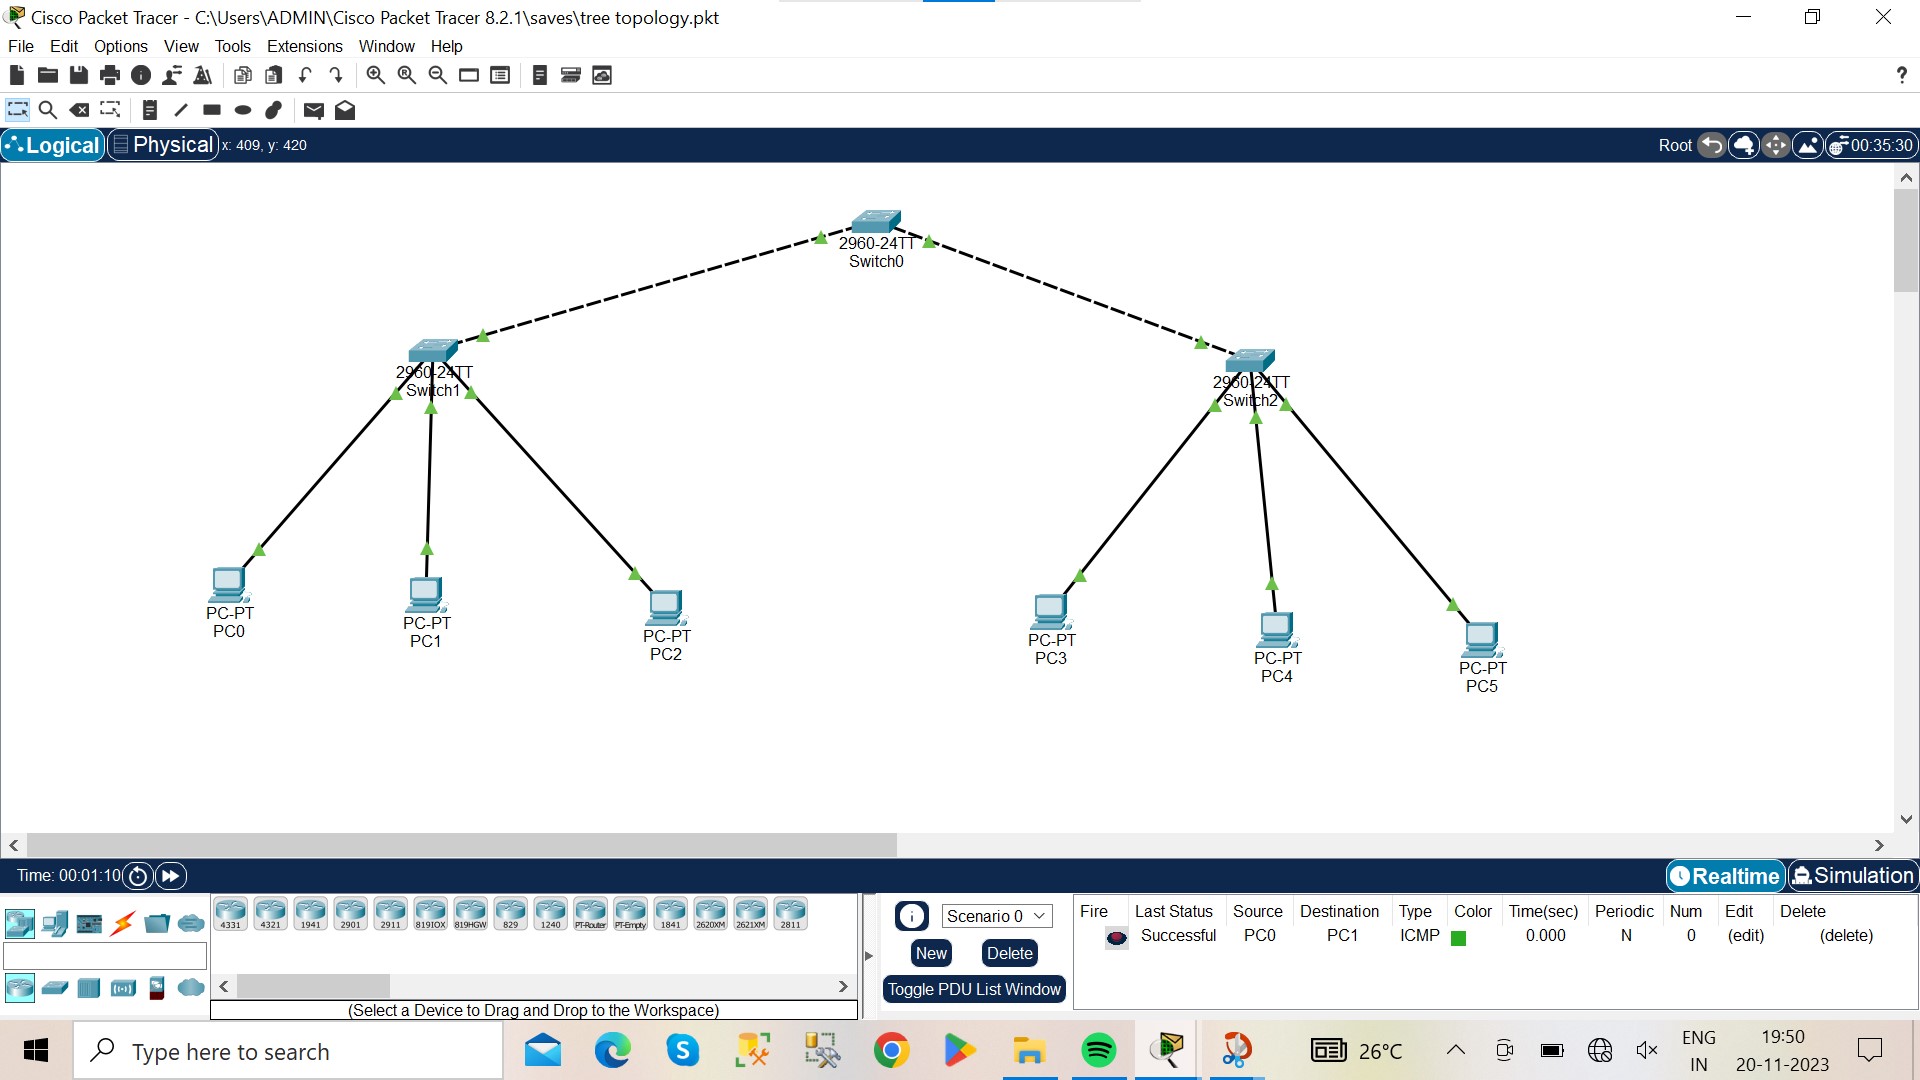 Cisco Packet Tracer - C:\Users\ADMIN\Cisco Packet Tracer 8.2.1\saves\tree topology.pkt
File Edit Options View Tools Extensions Window Help
?
Logical Physical x: 409, y: 420 Root 00:35:30
2960-24TT
Switch0
2960-24TT
Switch1
2960-24TT
Switch2
PC-PT
PC0
PC-PT
PC1
PC-PT
PC2
PC-PT
PC3
PC-PT
PC4
PC-PT
PC5
Time: 00:01:10 Realtime Simulation
4331 4321 1941 2901 2911 819IOX 819HGW 829 1240 PT-Router PT-Empty 1841 2620XM 2621XM 2811
(Select a Device to Drag and Drop to the Workspace)
Scenario 0
New Delete
Toggle PDU List Window
Fire Last Status Source Destination Type Color Time(sec) Periodic Num Edit Delete
Successful PC0 PC1 ICMP 0.000 N 0 (edit) (delete)
Type here to search
26°C
ENG
IN
19:50
20-11-2023